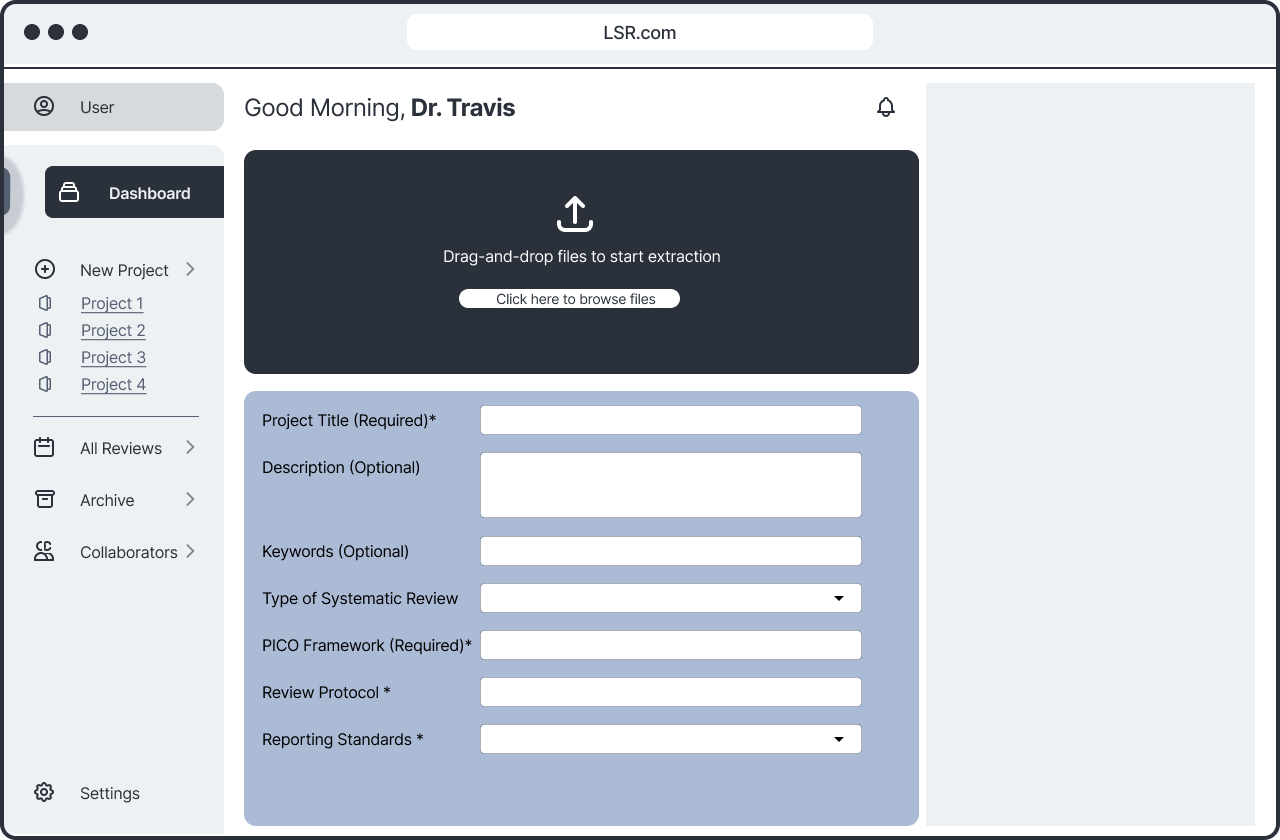 LSR.com
User
Good Morning, Dr. Travis
Dashboard
New Project
Project 1
Project 2
Project 3
Project 4
All Reviews
Archive
Collaborators
Settings
Drag-and-drop files to start extraction
Click here to browse files
Project Title (Required)*
Description (Optional)
Keywords (Optional)
Type of Systematic Review
PICO Framework (Required)*
Review Protocol *
Reporting Standards *